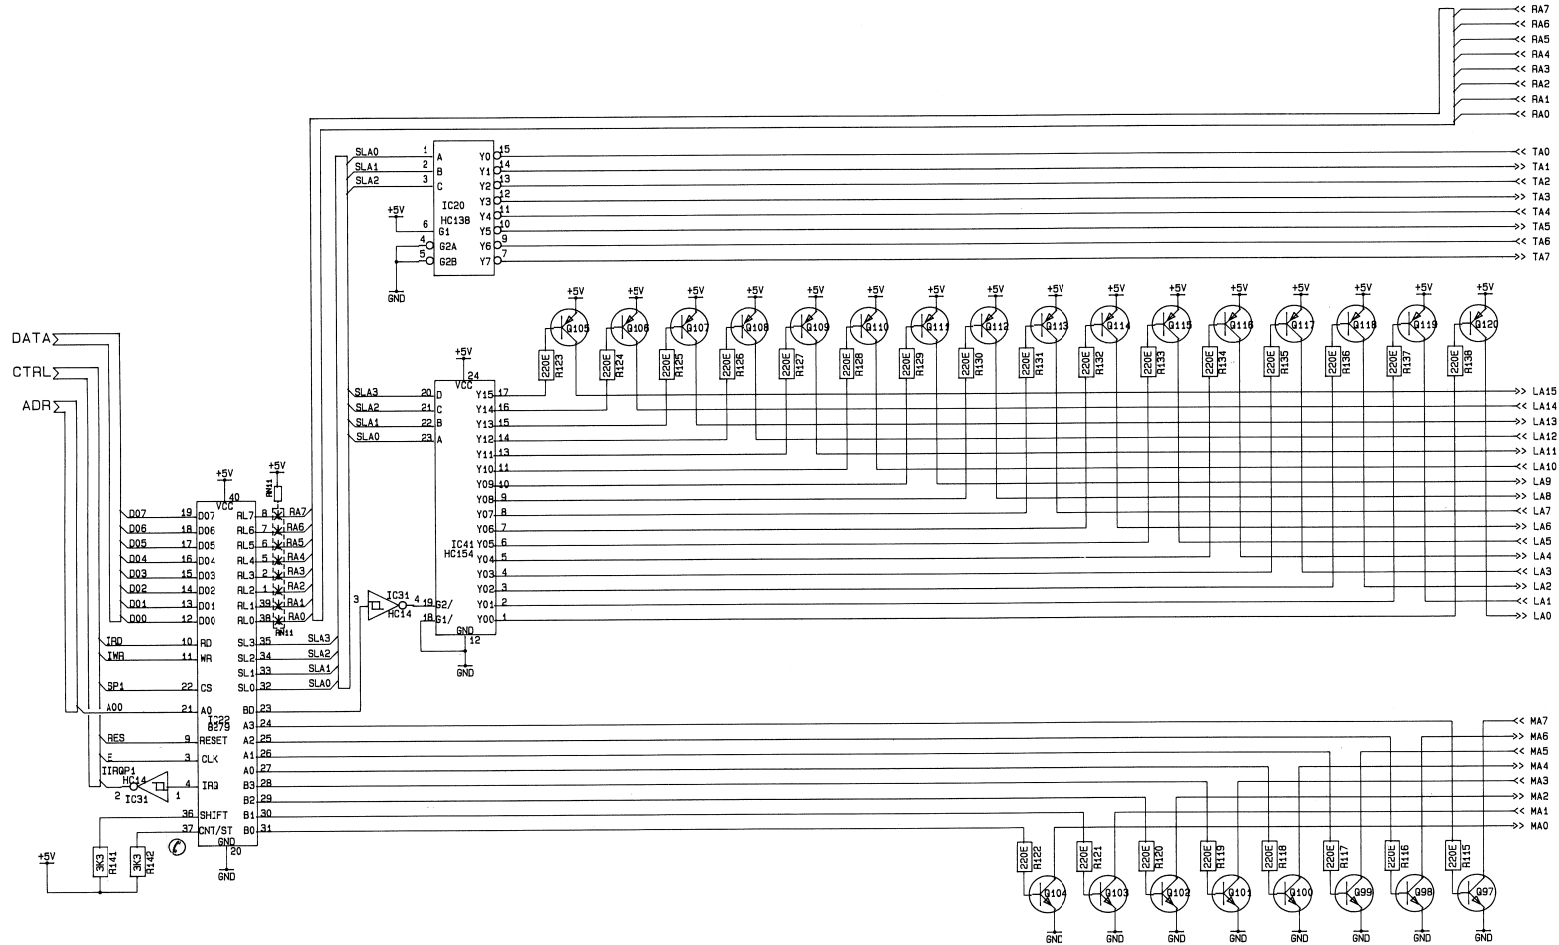 << RA7
<< RA6
<< RA5
<< RA4
<< RA3
<< RA2
<< RA1
<< RA0
SLA0 1 A Y0 15 << TA0
SLA1 2 B Y1 14 >> TA1
SLA2 3 C Y2 13 << TA2
Y3 12 >> TA3
IC20
HC138
Y4 11 << TA4
+5V 6 G1 Y5 10 >> TA5
4 G2A Y6 9 << TA6
5 G2B Y7 7 >> TA7
GND
+5V +5V +5V +5V +5V +5V +5V +5V +5V +5V +5V +5V +5V +5V +5V +5V
Q105 Q106 Q107 Q108 Q109 Q110 Q111 Q112 Q113 Q114 Q115 Q116 Q117 Q118 Q119 Q120
220E R123 220E R124 220E R125 220E R126 220E R127 220E R128 220E R129 220E R130 220E R131 220E R132 220E R133 220E R134 220E R135 220E R136 220E R137 220E R138
DATA
CTRL
ADR
+5V
24
VCC
SLA3 20 D Y15 17 >> LA15
SLA2 21 C Y14 16 << LA14
SLA1 22 B Y13 15 >> LA13
SLA0 23 A Y12 14 << LA12
Y11 13 >> LA11
Y10 11 << LA10
Y09 10 >> LA9
Y08 9 >> LA8
Y07 8 << LA7
Y06 7 >> LA6
IC41
HC154
Y05 6 << LA5
Y04 5 >> LA4
Y03 4 << LA3
Y02 3 >> LA2
Y01 2 << LA1
Y00 1 >> LA0
3 IC31 HC14 4 19 G2/
18 G1/
GND
12
GND
+5V
40
VCC
+5V
RN11
D07 19 D07 RL7 8 RA7
D06 18 D06 RL6 7 RA6
D05 17 D05 RL5 6 RA5
D04 16 D04 RL4 5 RA4
D03 15 D03 RL3 2 RA3
D02 14 D02 RL2 1 RA2
D01 13 D01 RL1 39 RA1
D00 12 D00 RL0 38 RA0
RN11
IRD 10 RD SL3 35 SLA3
IWR 11 WR SL2 34 SLA2
SL1 33 SLA1
SP1 22 CS SL0 32 SLA0
A00 21 A0 BD 23
IC22
8279
A3 24 << MA7
RES 9 RESET A2 25 >> MA6
E 3 CLK A1 26 << MA5
A0 27 >> MA4
IIRQP1
HC14
2 IC31 1 4 IRQ B3 28 << MA3
B2 29 >> MA2
36 SHIFT B1 30 << MA1
37 CNT/ST B0 31 >> MA0
GND
20
GND
+5V
3K3 R141 3K3 R142
220E R122 220E R121 220E R120 220E R119 220E R118 220E R117 220E R116 220E R115
Q104 Q103 Q102 Q101 Q100 Q99 Q98 Q97
GND GND GND GND GND GND GND GND